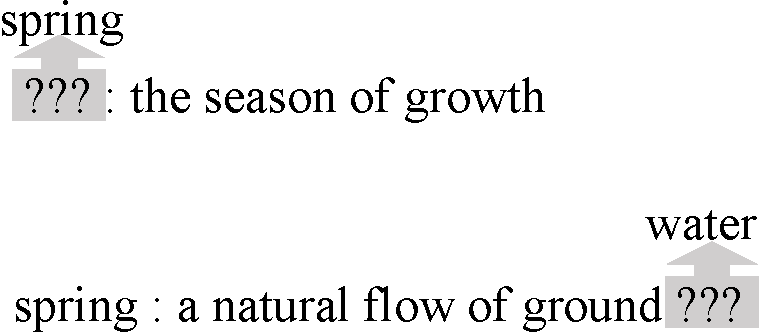 spring
??? : the season of growth
water
spring : a natural flow of ground ???